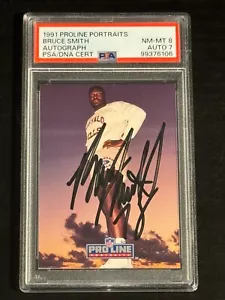 1991 PROLINE PORTRAITS
BRUCE SMITH NM-MT 8
AUTOGRAPH AUTO 7
PSA/DNA CERT PSA 99376106
NFL
PRO LINE
PORTRAITS